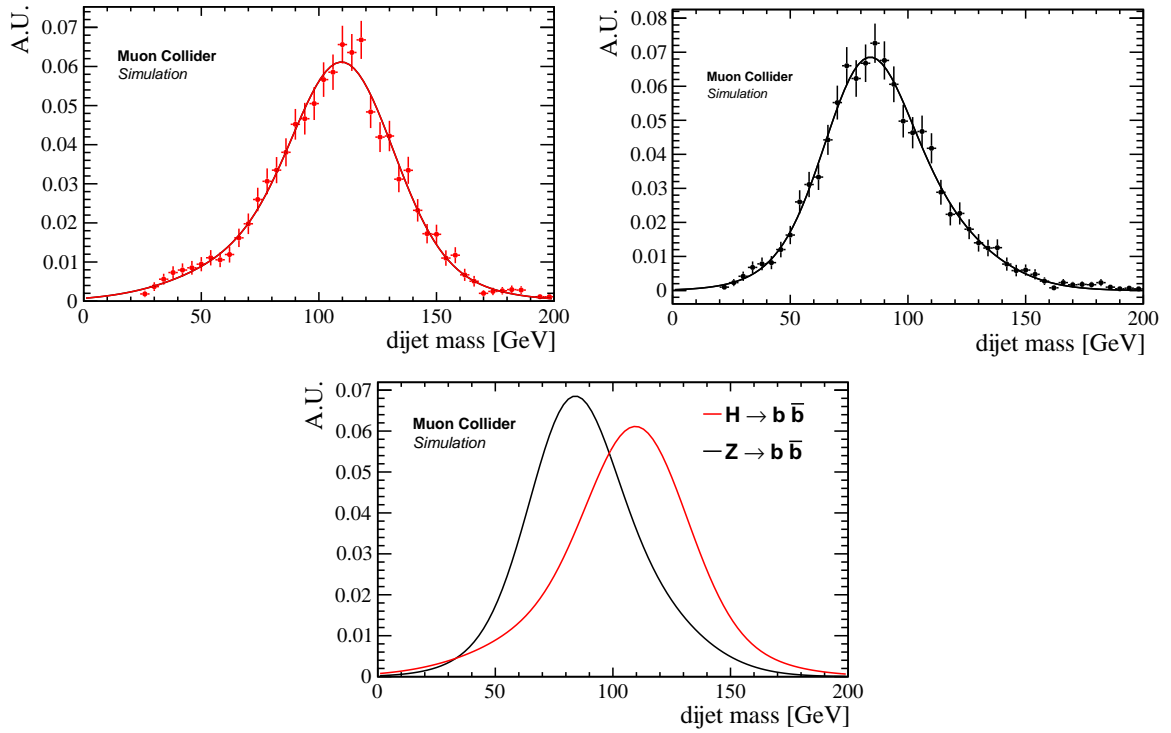 A.U.
0.07
0.06
0.05
0.04
0.03
0.02
0.01
0
Muon Collider
Simulation
0 50 100 150 200
dijet mass [GeV]
A.U.
0.08
0.07
0.06
0.05
0.04
0.03
0.02
0.01
0
Muon Collider
Simulation
0 50 100 150 200
dijet mass [GeV]
A.U.
0.07
0.06
0.05
0.04
0.03
0.02
0.01
0
Muon Collider
Simulation
H → b b̅
Z → b b̅
0 50 100 150 200
dijet mass [GeV]